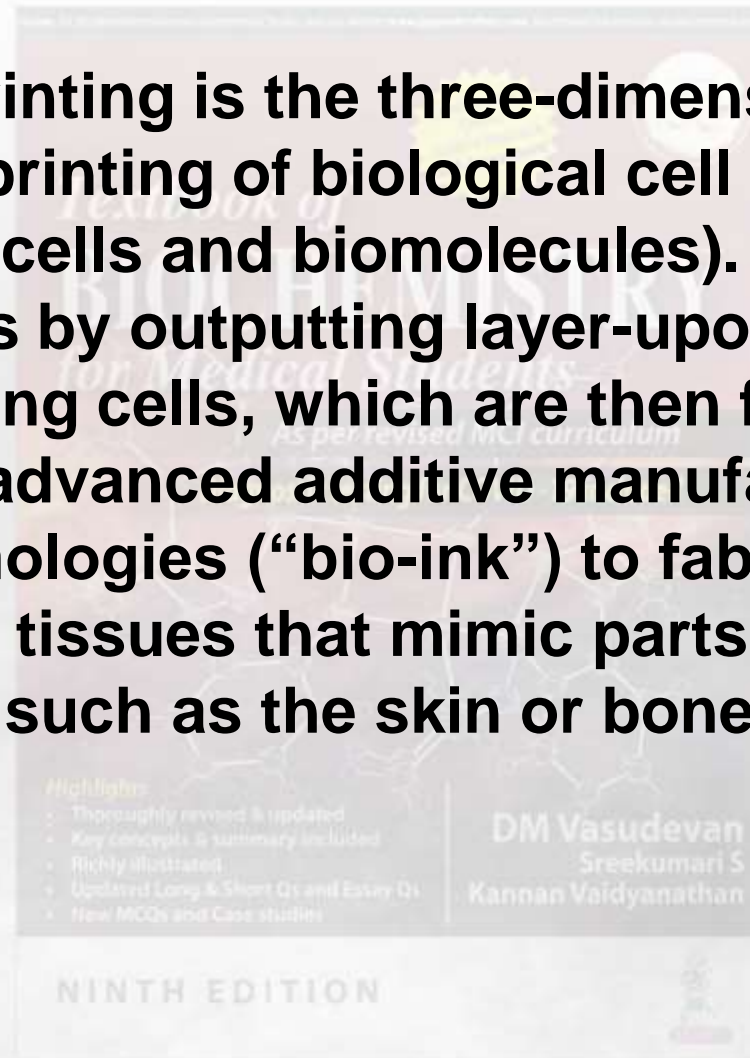 inting is the three-dimens
printing of biological cell
cells and biomolecules).
s by outputting layer-upo
ng cells, which are then f
advanced additive manufa
nologies (“bio-ink”) to fab
tissues that mimic parts
such as the skin or bone
Textbook of
BIOCHEMISTRY
for Medical Students
As per revised MCI curriculum
Highlights
• Thoroughly revised & updated
• Key concepts & summary included
• Richly illustrated
• Updated Long & Short Qs and Essay Qs
• New MCQs and Case studies
DM Vasudevan
Sreekumari S
Kannan Vaidyanathan
NINTH EDITION